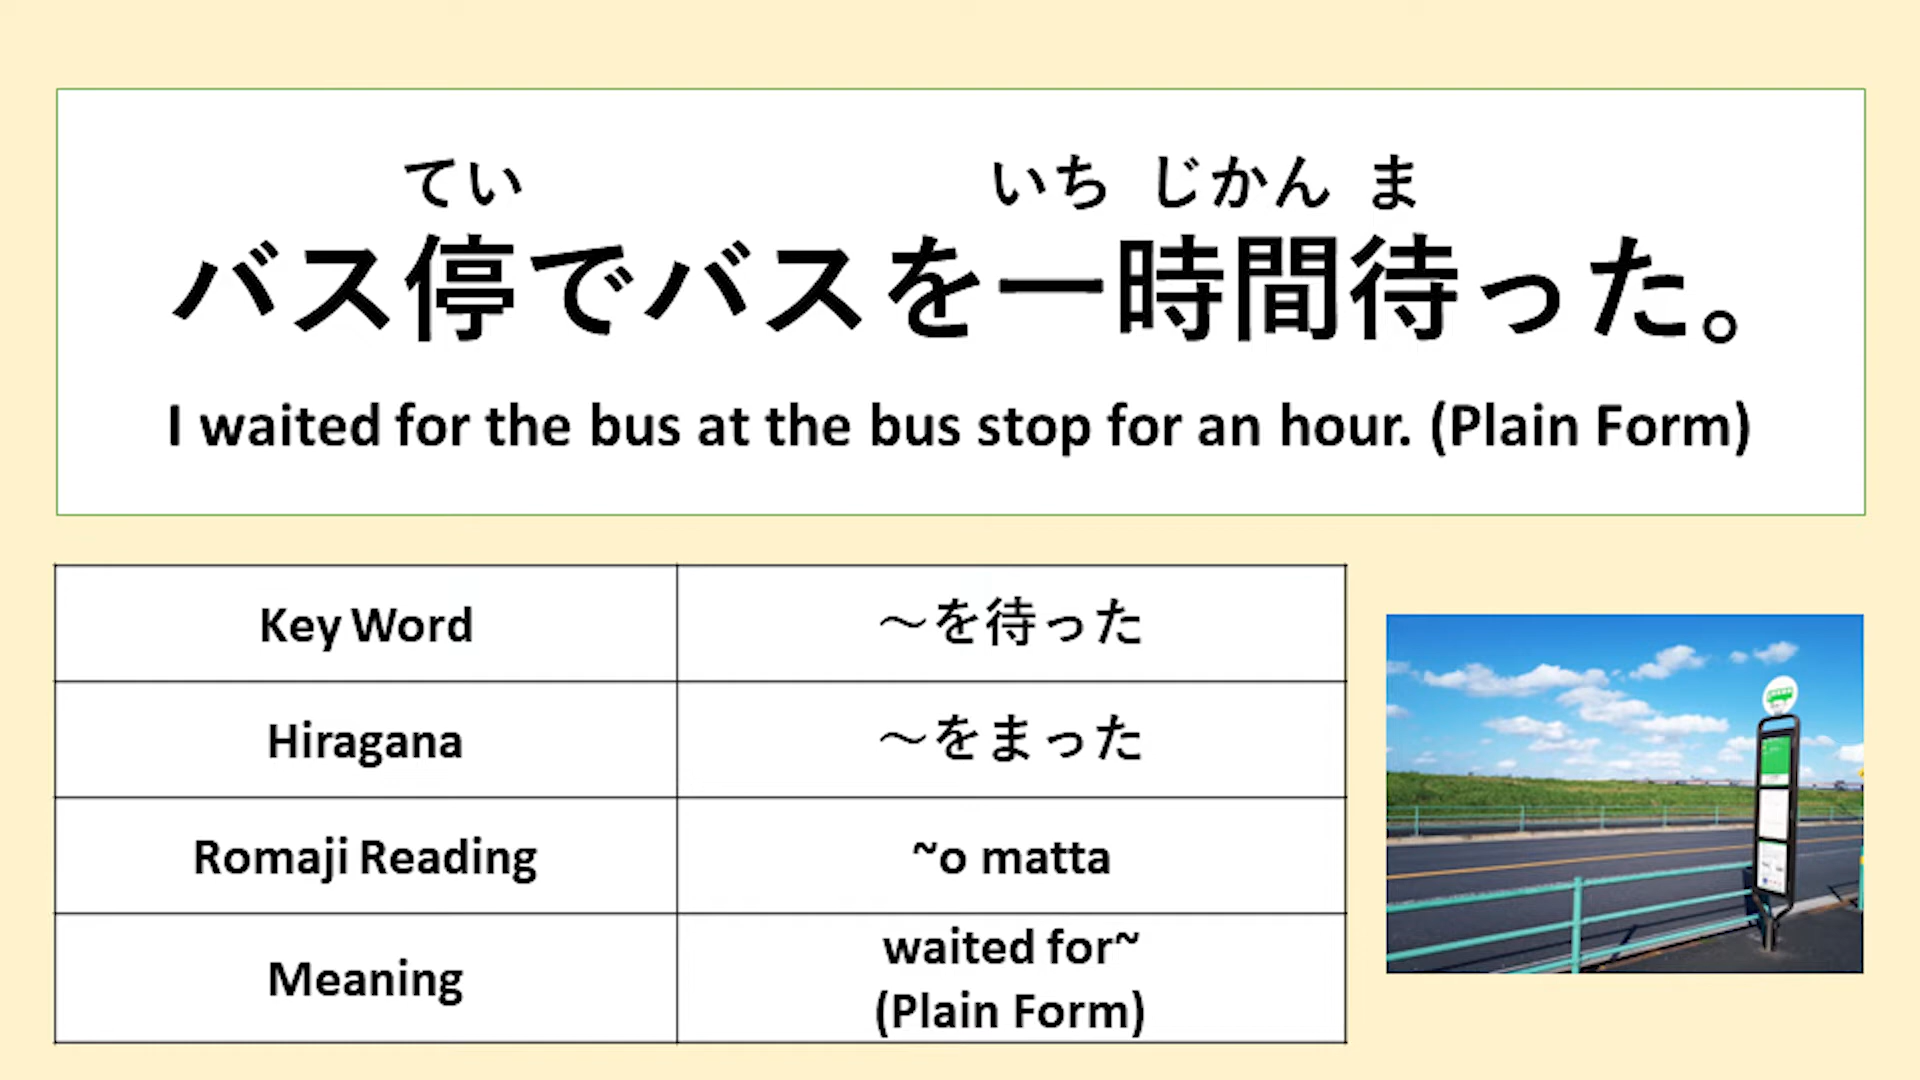 てい いち じかん ま
バス停でバスを一時間待った。
I waited for the bus at the bus stop for an hour. (Plain Form)
Key Word ～を待った
Hiragana ～をまった
Romaji Reading ~o matta
Meaning waited for~
(Plain Form)